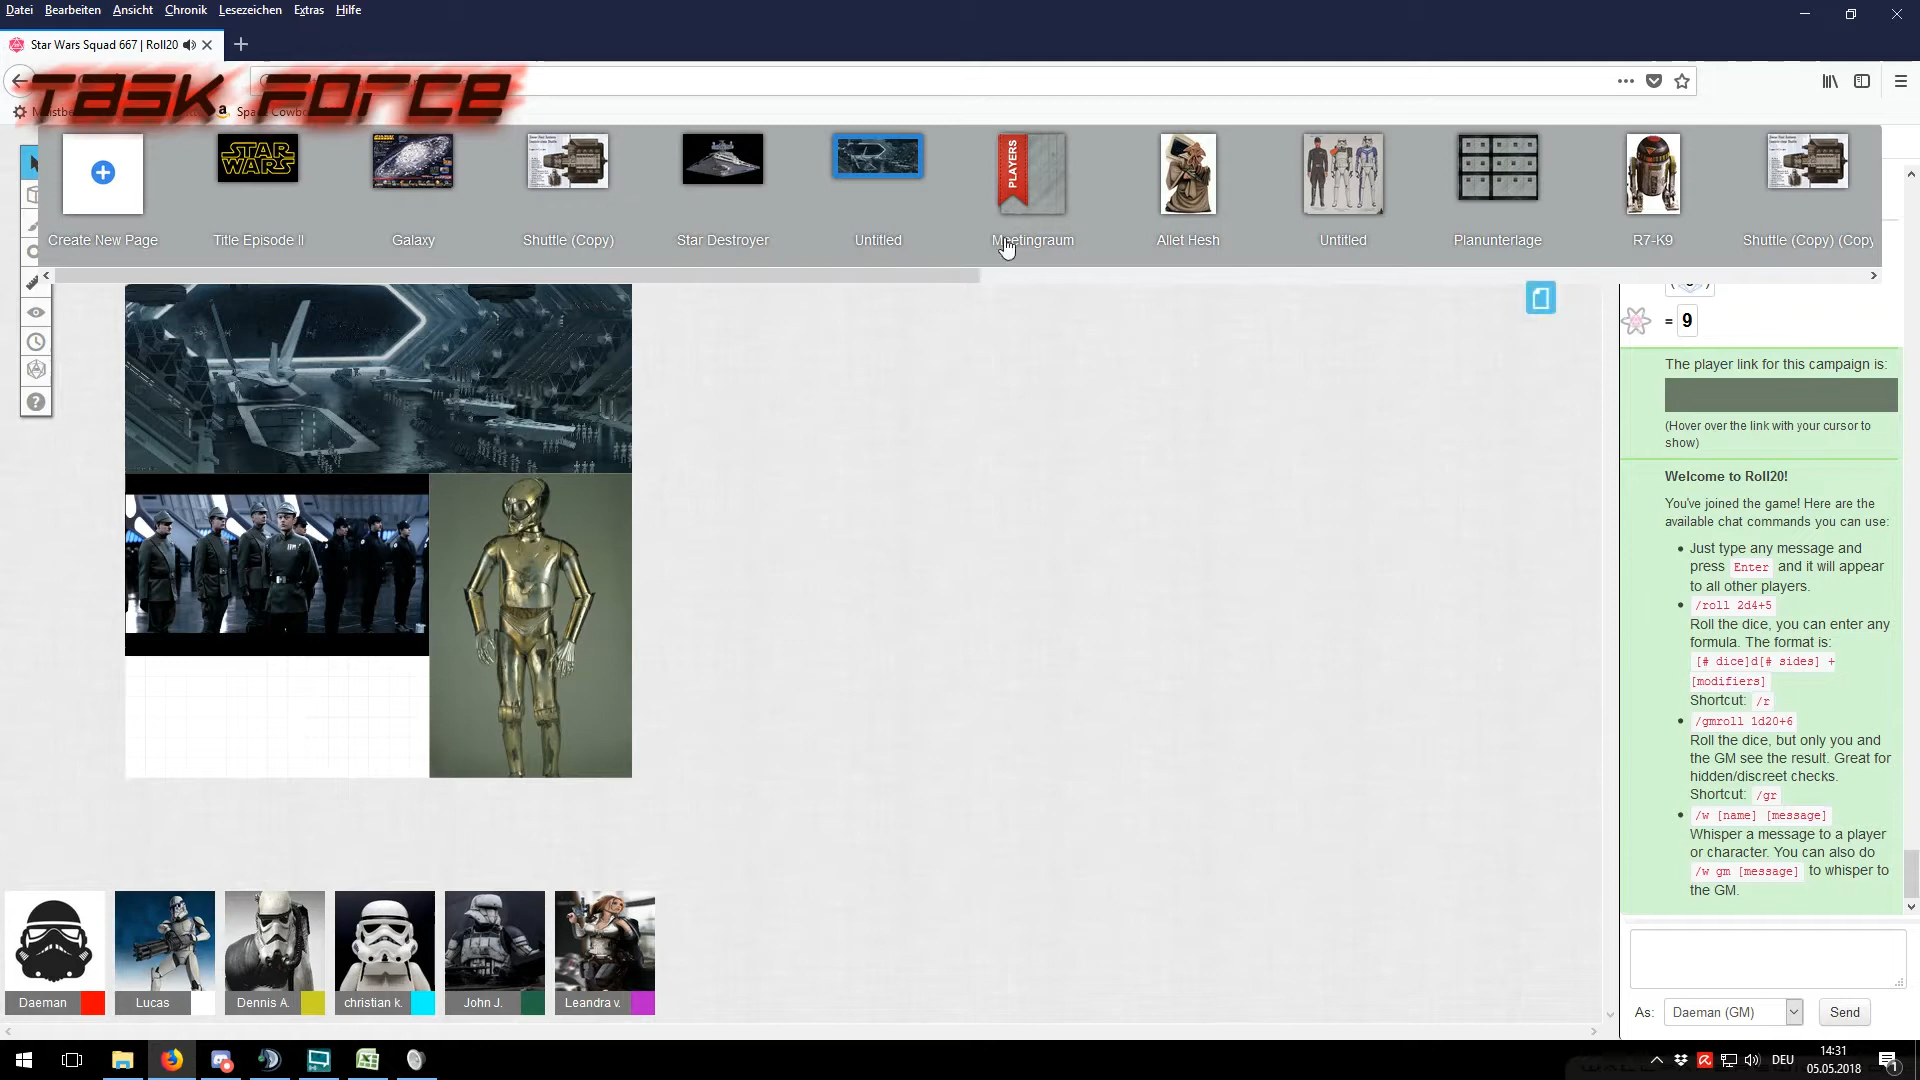 Datei Bearbeiten Ansicht Chronik Lesezeichen Extras Hilfe
Star Wars Squad 667 | Roll20
TASK FORCE
a
Create New Page
STAR WARS
Title Episode II
Galaxy
Shuttle (Copy)
Star Destroyer
Untitled
PLAYERS
Meetingraum
Allet Hesh
Untitled
Planunterlage
R7-K9
Shuttle (Copy) (Copy
= 9
The player link for this campaign is:
(Hover over the link with your cursor to
show)
Welcome to Roll20!
You've joined the game! Here are the
available chat commands you can use:
• Just type any message and
press Enter and it will appear
to all other players.
• /roll 2d4+5
Roll the dice, you can enter any
formula. The format is:
[# dice]d[# sides] +
[modifiers]
Shortcut: /r
• /gmroll 1d20+6
Roll the dice, but only you and
the GM see the result. Great for
hidden/discreet checks.
Shortcut: /gr
• /w [name] [message]
Whisper a message to a player
or character. You can also do
/w gm [message] to whisper to
the GM.
Daeman
Lucas
Dennis A.
christian k.
John J.
Leandra v.
As: Daeman (GM) Send
DEU
14:31
05.05.2018
1